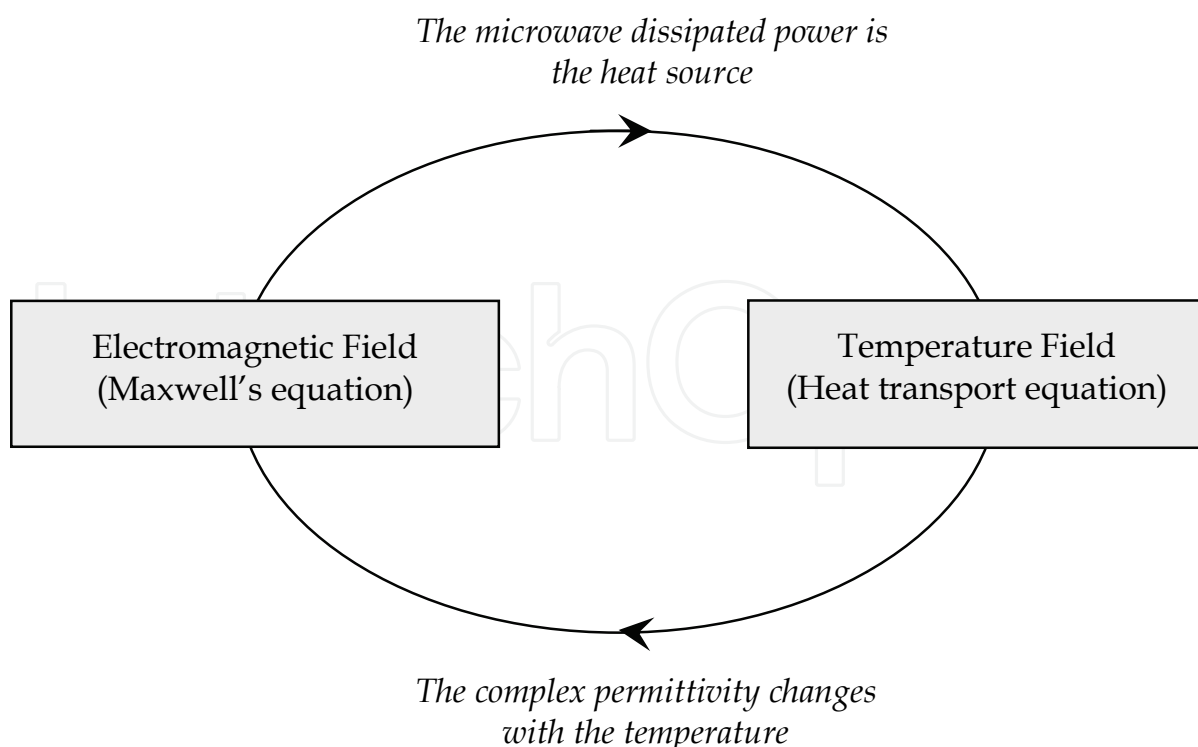 The microwave dissipated power is
the heat source
Electromagnetic Field
(Maxwell’s equation)
Temperature Field
(Heat transport equation)
The complex permittivity changes
with the temperature